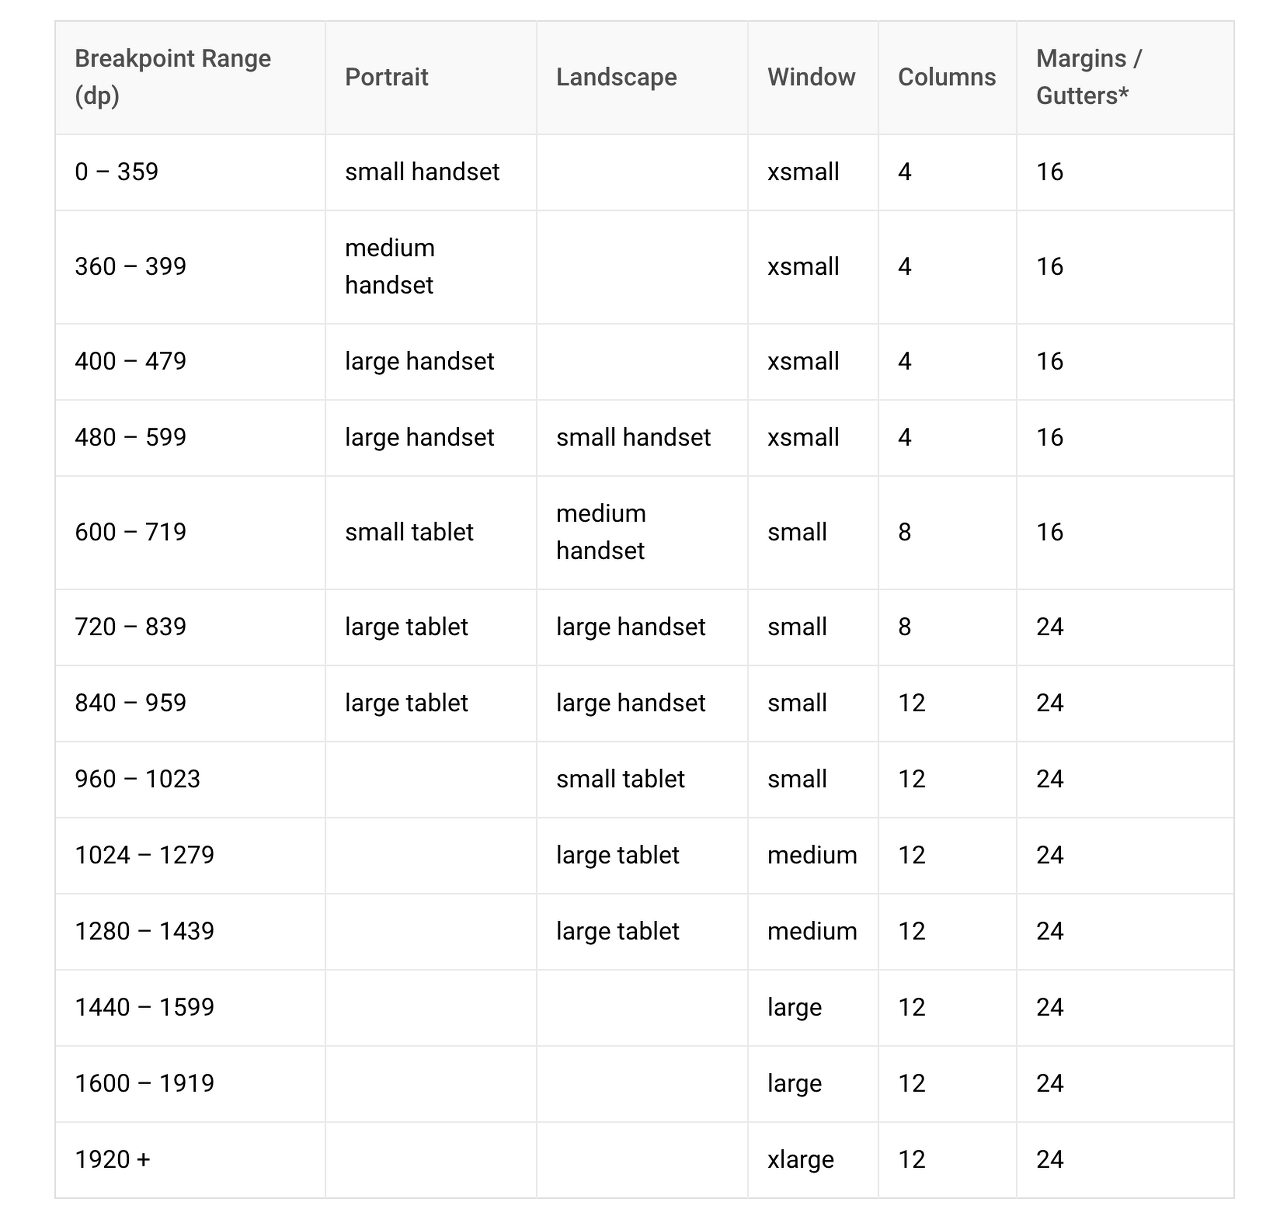 Breakpoint Range (dp) Portrait Landscape Window Columns Margins / Gutters*
0 – 359 small handset xsmall 4 16
360 – 399 medium handset xsmall 4 16
400 – 479 large handset xsmall 4 16
480 – 599 large handset small handset xsmall 4 16
600 – 719 small tablet medium handset small 8 16
720 – 839 large tablet large handset small 8 24
840 – 959 large tablet large handset small 12 24
960 – 1023 small tablet small 12 24
1024 – 1279 large tablet medium 12 24
1280 – 1439 large tablet medium 12 24
1440 – 1599 large 12 24
1600 – 1919 large 12 24
1920 + xlarge 12 24